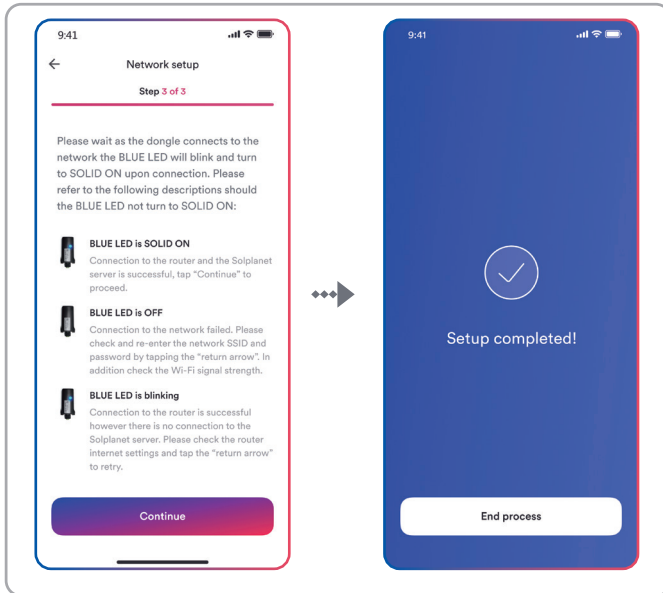 9:41
Network setup
Step 3 of 3
Please wait as the dongle connects to the
network the BLUE LED will blink and turn
to SOLID ON upon connection. Please
refer to the following descriptions should
the BLUE LED not turn to SOLID ON:
BLUE LED is SOLID ON
Connection to the router and the Solplanet
server is successful, tap “Continue” to
proceed.
BLUE LED is OFF
Connection to the network failed. Please
check and re-enter the network SSID and
password by tapping the “return arrow”. In
addition check the Wi-Fi signal strength.
BLUE LED is blinking
Connection to the router is successful
however there is no connection to the
Solplanet server. Please check the router
internet settings and tap the “return arrow”
to retry.
Continue
9:41
Setup completed!
End process